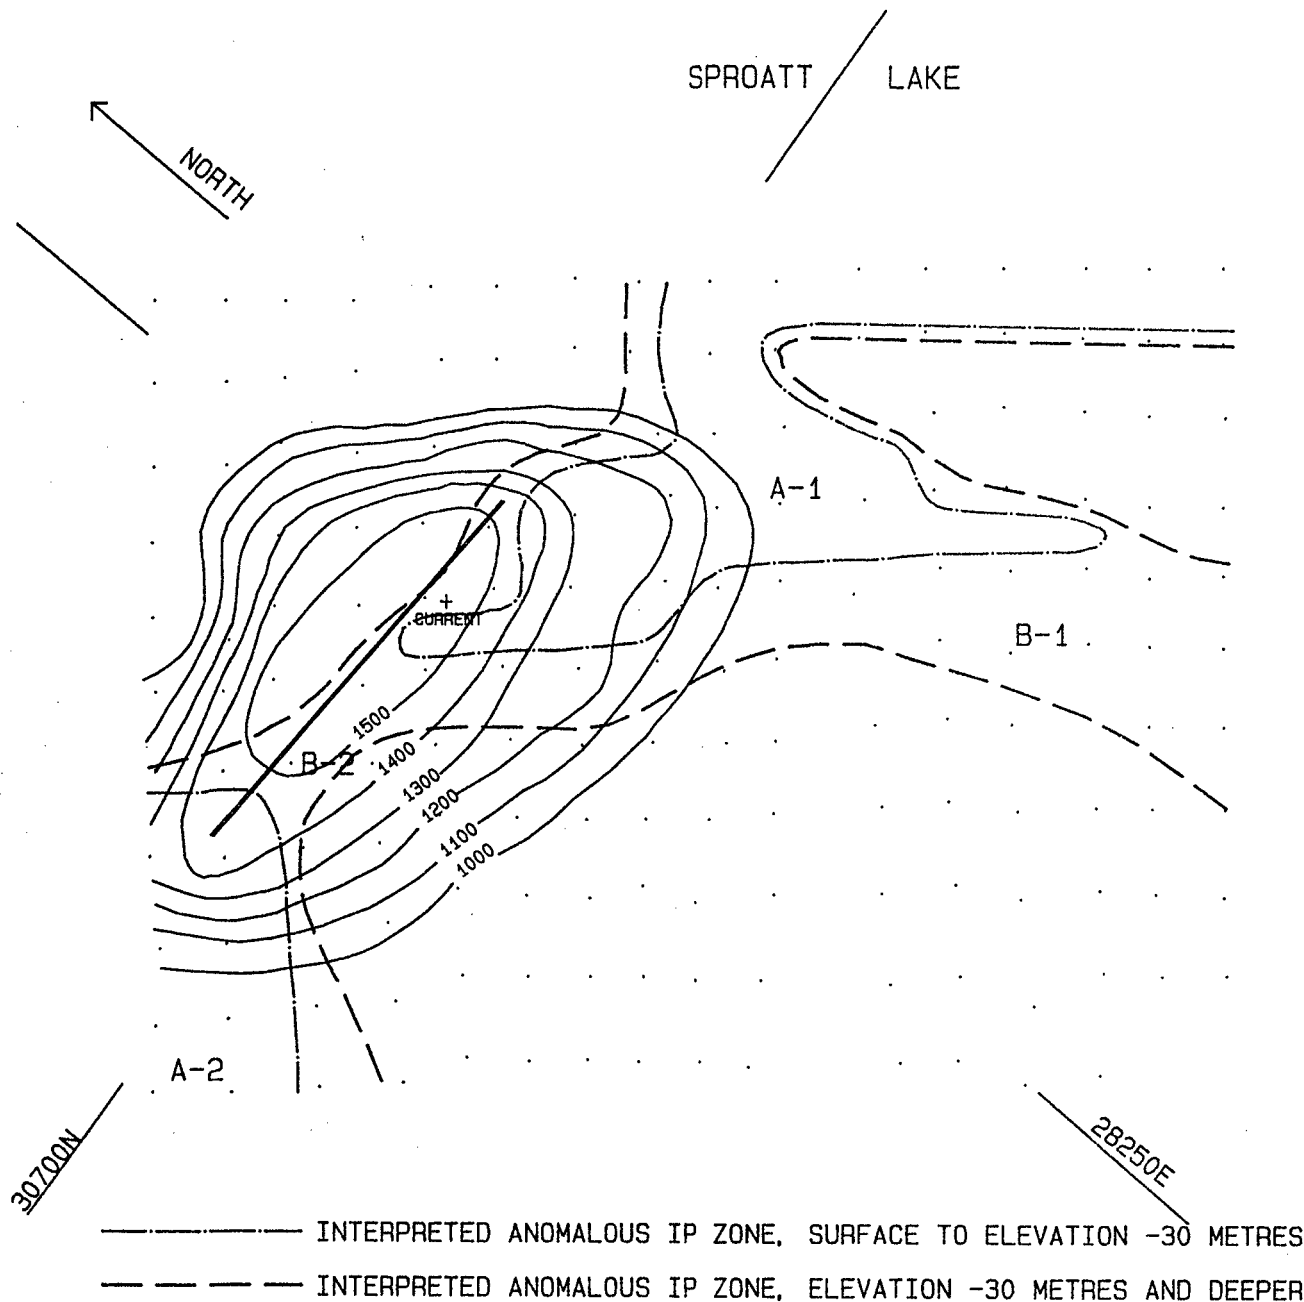 SPROATT LAKE
NORTH
A-1
CURRENT
B-1
1500
B-2
1400
1300
1200
1100
1000
A-2
30700N
28250E
INTERPRETED ANOMALOUS IP ZONE, SURFACE TO ELEVATION -30 METRES
INTERPRETED ANOMALOUS IP ZONE, ELEVATION -30 METRES AND DEEPER